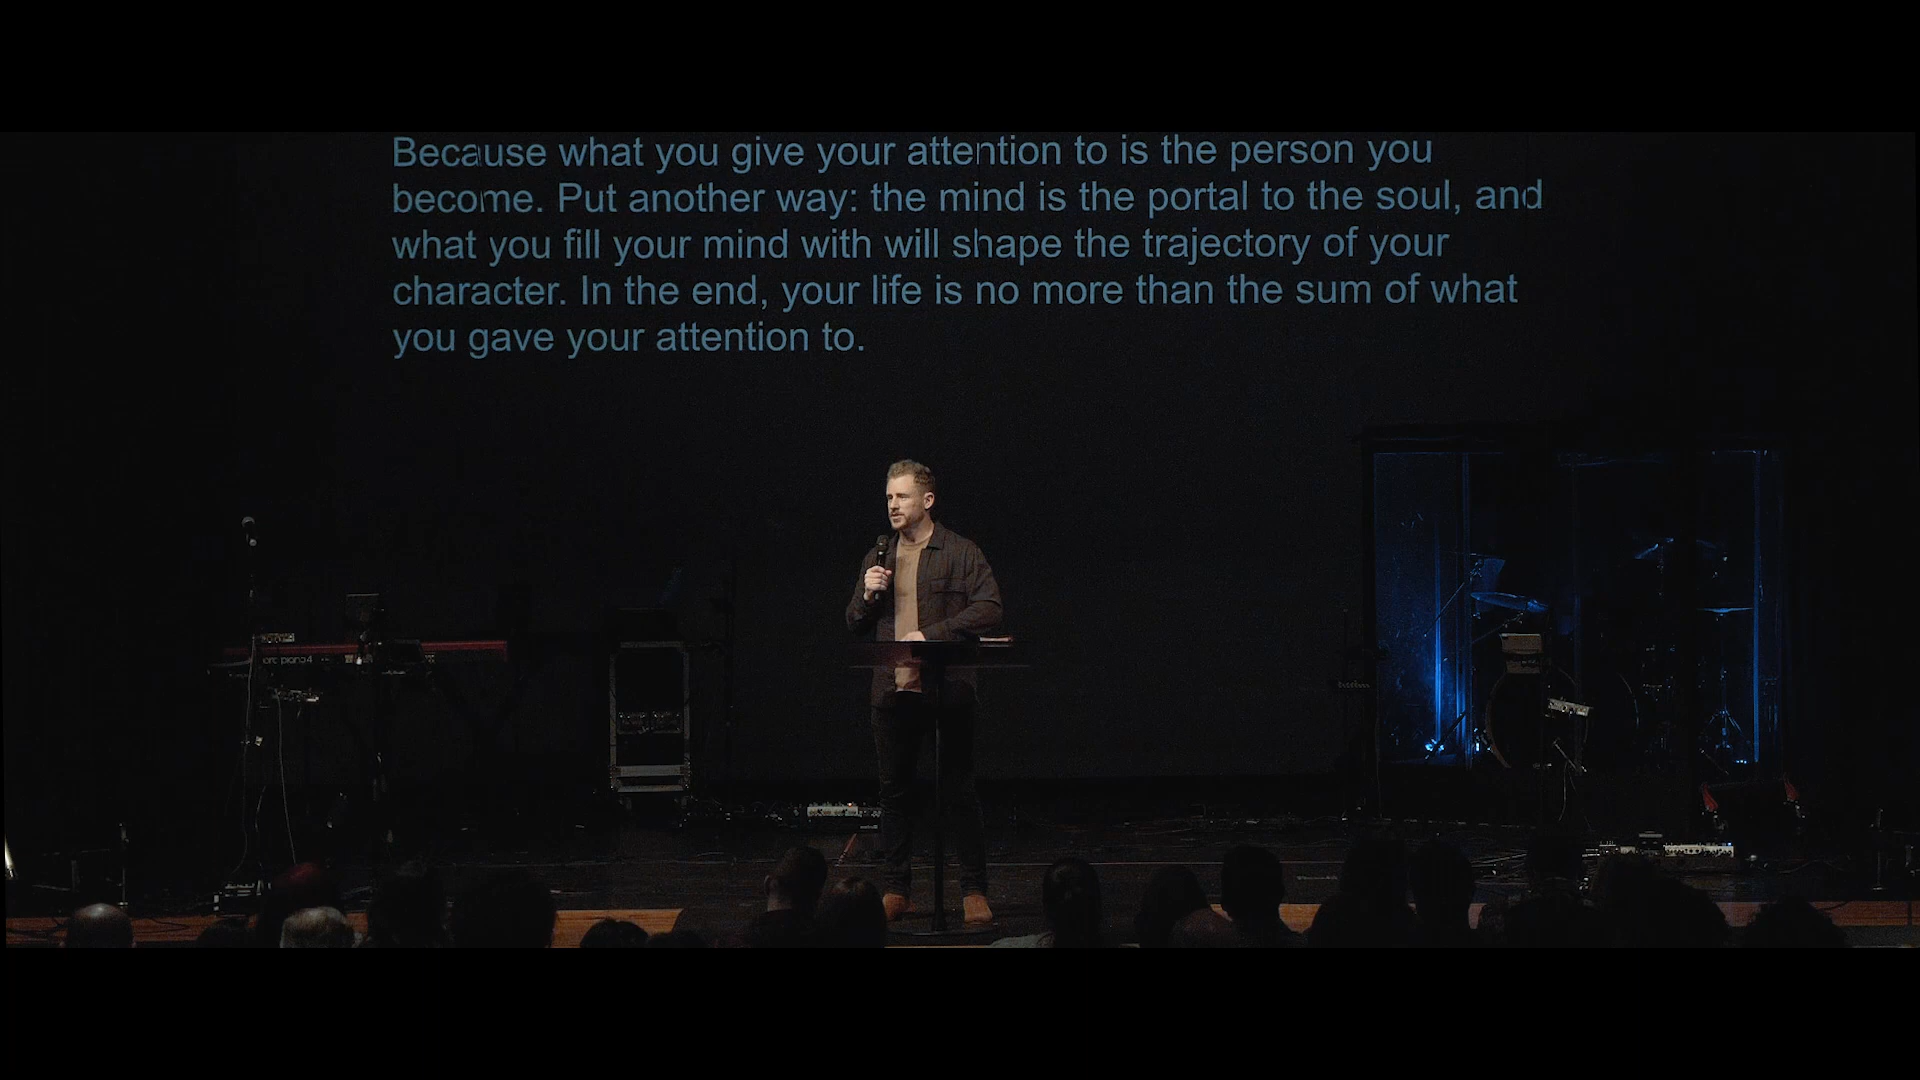 Because what you give your attention to is the person you
become. Put another way: the mind is the portal to the soul, and
what you fill your mind with will shape the trajectory of your
character. In the end, your life is no more than the sum of what
you gave your attention to.